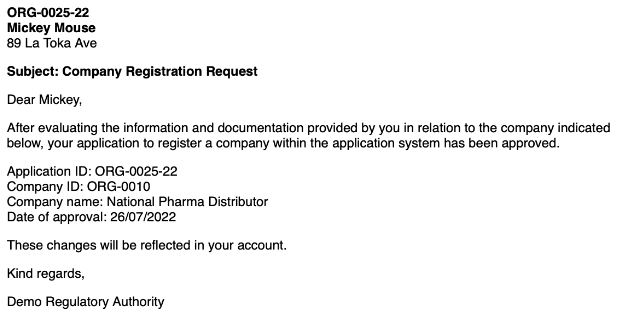 ORG-0025-22
Mickey Mouse
89 La Toka Ave
Subject: Company Registration Request
Dear Mickey,
After evaluating the information and documentation provided by you in relation to the company indicated
below, your application to register a company within the application system has been approved.
Application ID: ORG-0025-22
Company ID: ORG-0010
Company name: National Pharma Distributor
Date of approval: 26/07/2022
These changes will be reflected in your account.
Kind regards,
Demo Regulatory Authority